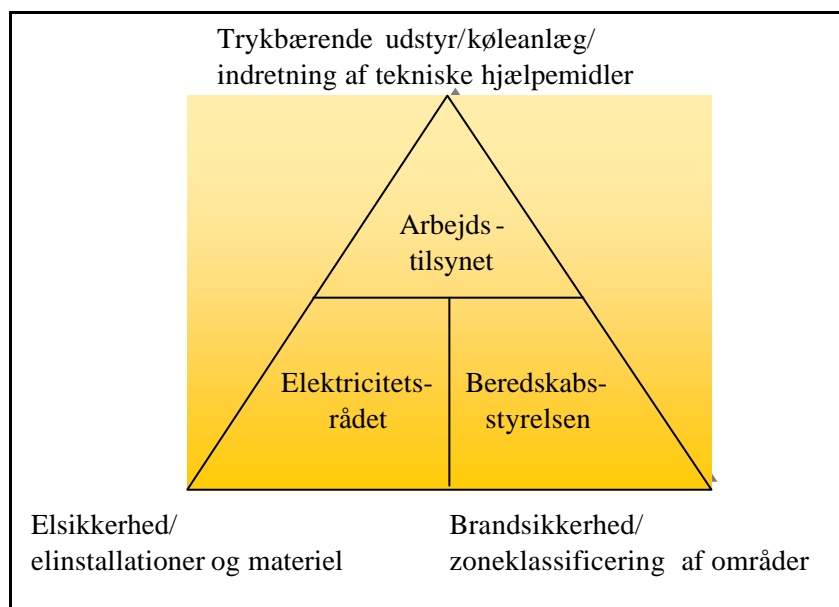 Trykbærende udstyr/køleanlæg/
indretning af tekniske hjælpemidler
Arbejds-
tilsynet
Elektricitets-
rådet
Beredskabs-
styrelsen
Elsikkerhed/
elinstallationer og materiel
Brandsikkerhed/
zoneklassificering af områder